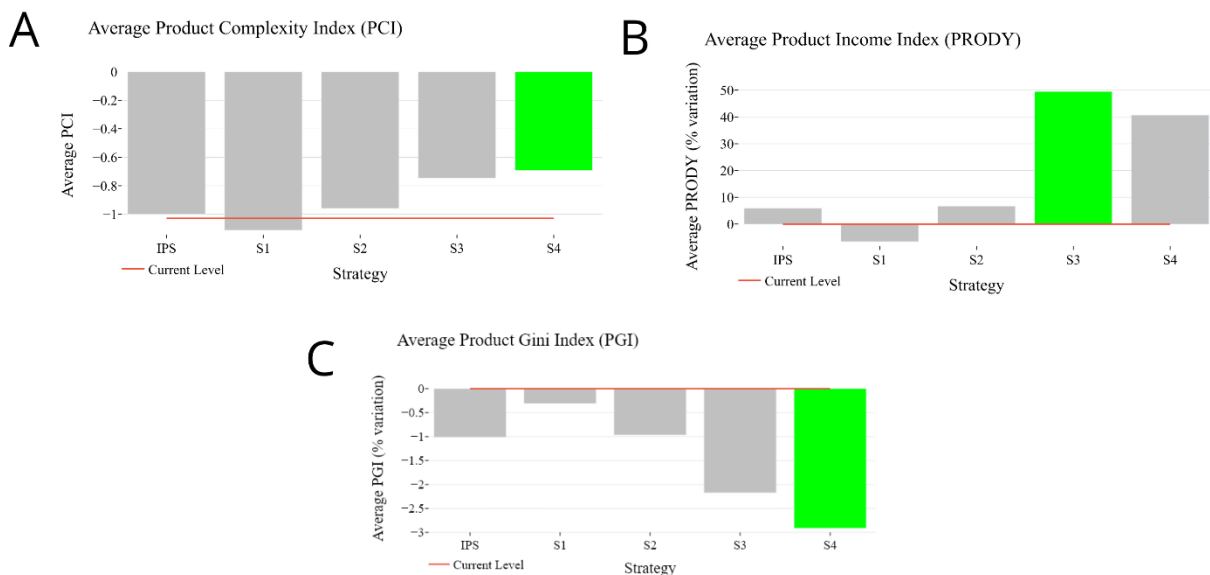 A
Average Product Complexity Index (PCI)
Average PCI
0
−0.2
−0.4
−0.6
−0.8
−1
IPS
S1
S2
S3
S4
Current Level
Strategy
B
Average Product Income Index (PRODY)
Average PRODY (% variation)
50
40
30
20
10
0
IPS
S1
S2
S3
S4
Current Level
Strategy
C
Average Product Gini Index (PGI)
Average PGI (% variation)
0
−0.5
−1
−1.5
−2
−2.5
−3
IPS
S1
S2
S3
S4
Current Level
Strategy